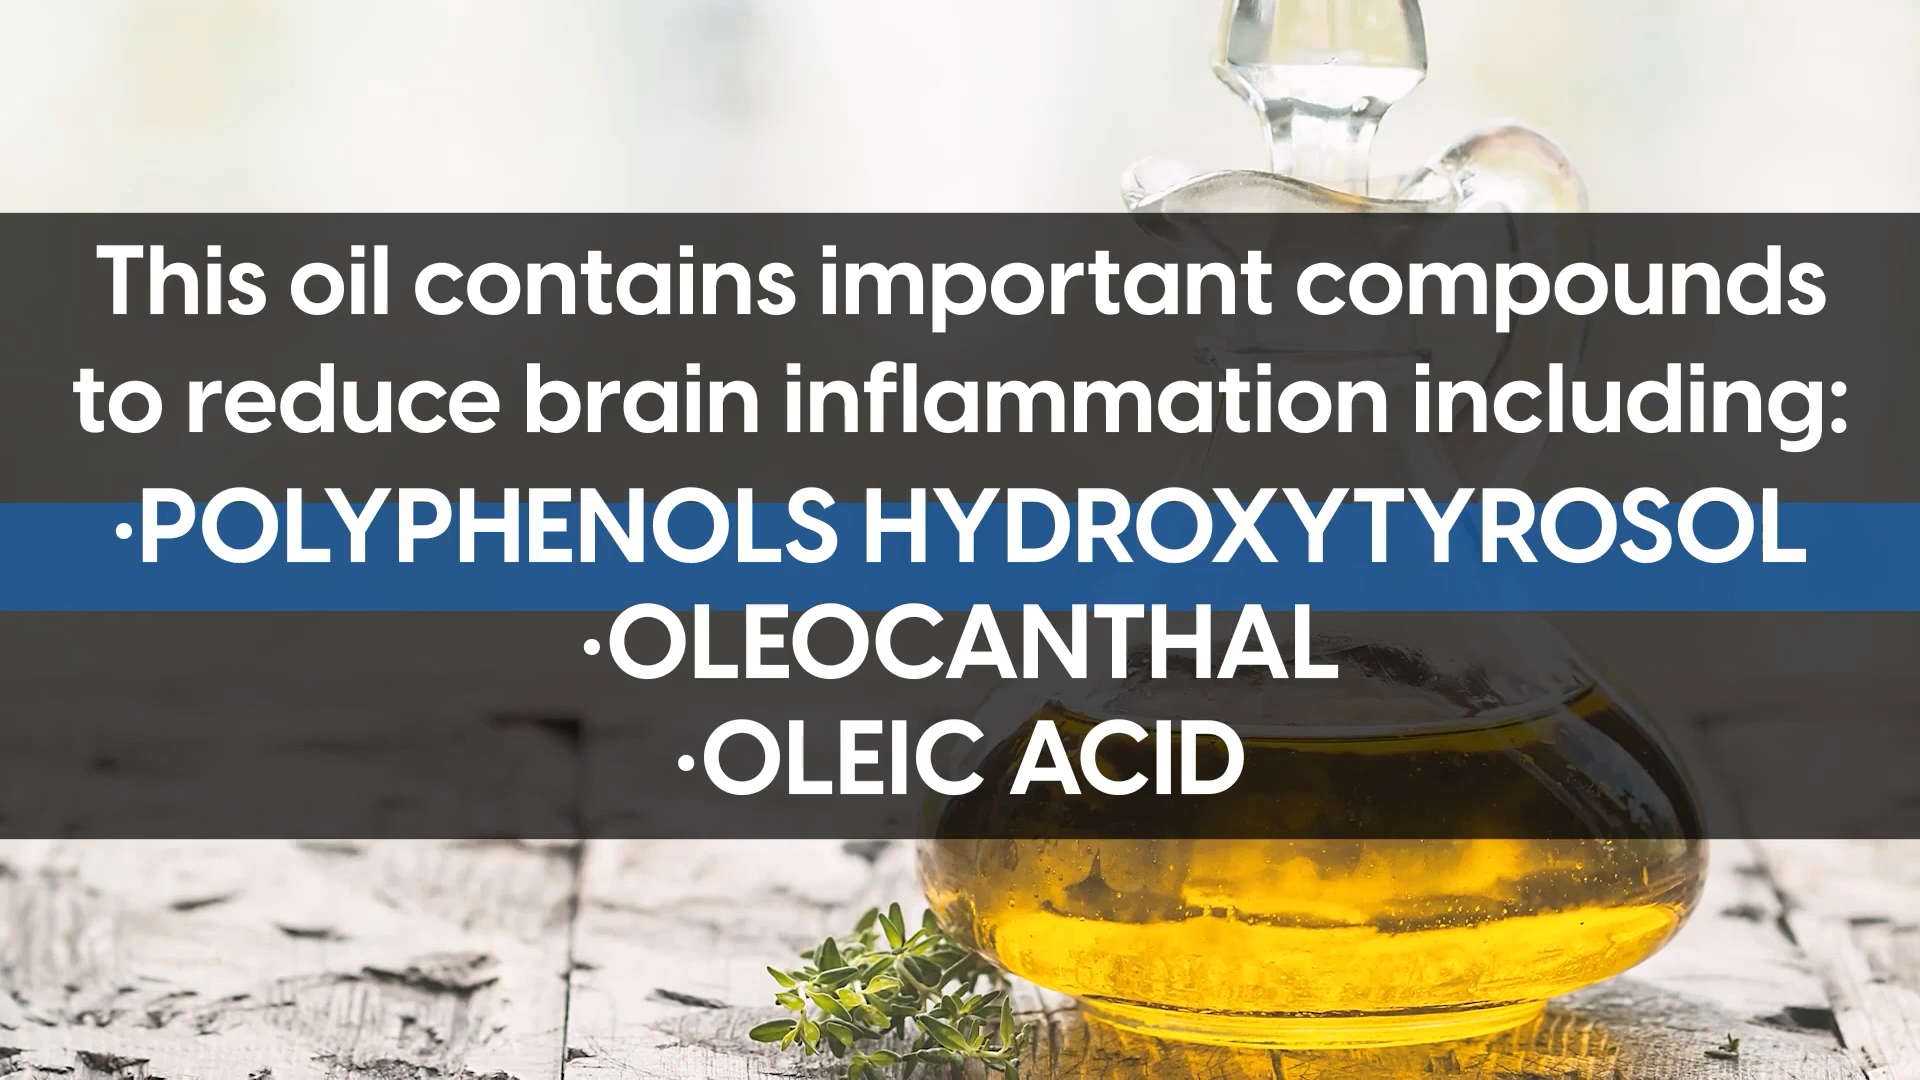 This oil contains important compounds
to reduce brain inflammation including:
•POLYPHENOLS HYDROXYTYROSOL
•OLEOCANTHAL
•OLEIC ACID